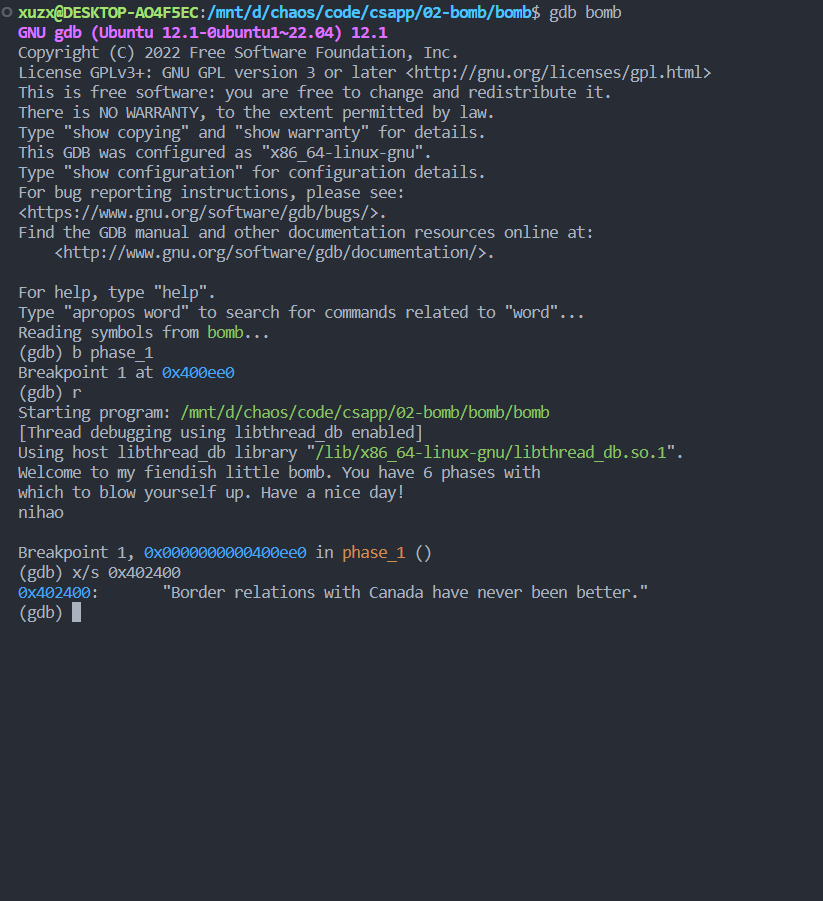 xuzx@DESKTOP-AO4F5EC:/mnt/d/chaos/code/csapp/02-bomb/bomb$ gdb bomb
GNU gdb (Ubuntu 12.1-0ubuntu1~22.04) 12.1
Copyright (C) 2022 Free Software Foundation, Inc.
License GPLv3+: GNU GPL version 3 or later <http://gnu.org/licenses/gpl.html>
This is free software: you are free to change and redistribute it.
There is NO WARRANTY, to the extent permitted by law.
Type "show copying" and "show warranty" for details.
This GDB was configured as "x86_64-linux-gnu".
Type "show configuration" for configuration details.
For bug reporting instructions, please see:
<https://www.gnu.org/software/gdb/bugs/>.
Find the GDB manual and other documentation resources online at:
    <http://www.gnu.org/software/gdb/documentation/>.

For help, type "help".
Type "apropos word" to search for commands related to "word"...
Reading symbols from bomb...
(gdb) b phase_1
Breakpoint 1 at 0x400ee0
(gdb) r
Starting program: /mnt/d/chaos/code/csapp/02-bomb/bomb/bomb
[Thread debugging using libthread_db enabled]
Using host libthread_db library "/lib/x86_64-linux-gnu/libthread_db.so.1".
Welcome to my fiendish little bomb. You have 6 phases with
which to blow yourself up. Have a nice day!
nihao

Breakpoint 1, 0x0000000000400ee0 in phase_1 ()
(gdb) x/s 0x402400
0x402400:       "Border relations with Canada have never been better."
(gdb)